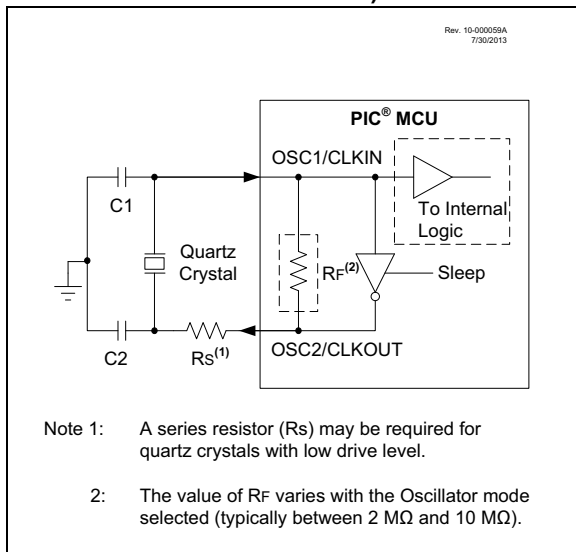 Rev. 10-000059A
7/30/2013
PIC® MCU
OSC1/CLKIN
C1
To Internal
Logic
Quartz
Crystal
RF(2)
Sleep
C2
RS(1)
OSC2/CLKOUT
Note 1: A series resistor (Rs) may be required for
quartz crystals with low drive level.
2: The value of RF varies with the Oscillator mode
selected (typically between 2 MΩ and 10 MΩ).